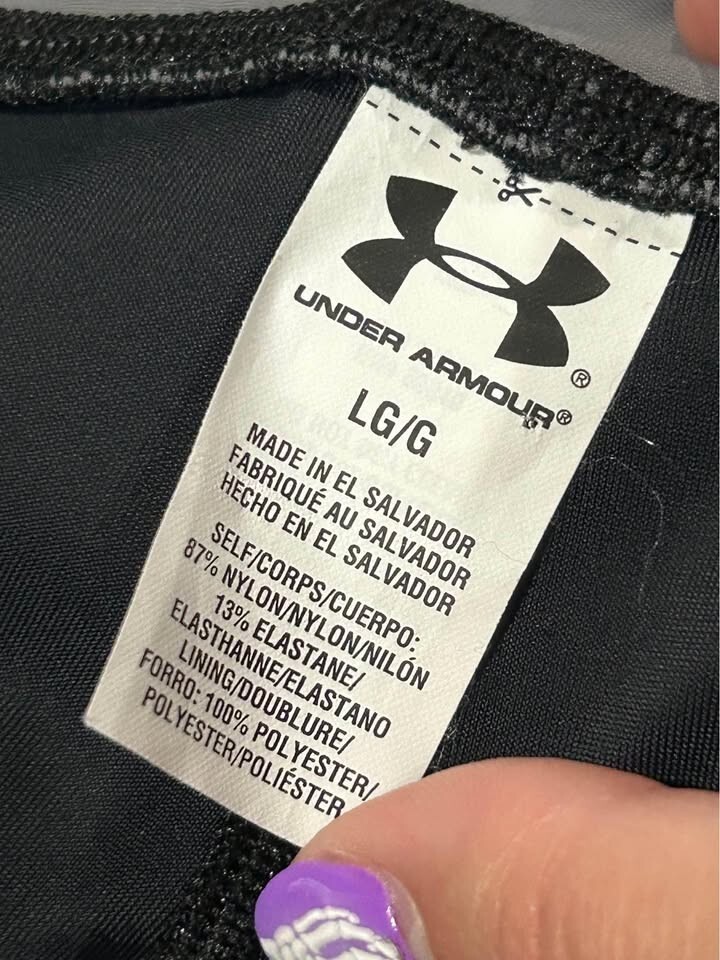 UNDER ARMOUR®
LG/G
MADE IN EL SALVADOR
FABRIQUÉ AU SALVADOR
HECHO EN EL SALVADOR
SELF/CORPS/CUERPO:
87% NYLON/NYLON/NILÓN
13% ELASTANE/
ELASTHANNE/ELASTANO
LINING/DOUBLURE/
FORRO: 100% POLYESTER/
POLYESTER/POLIÉSTER